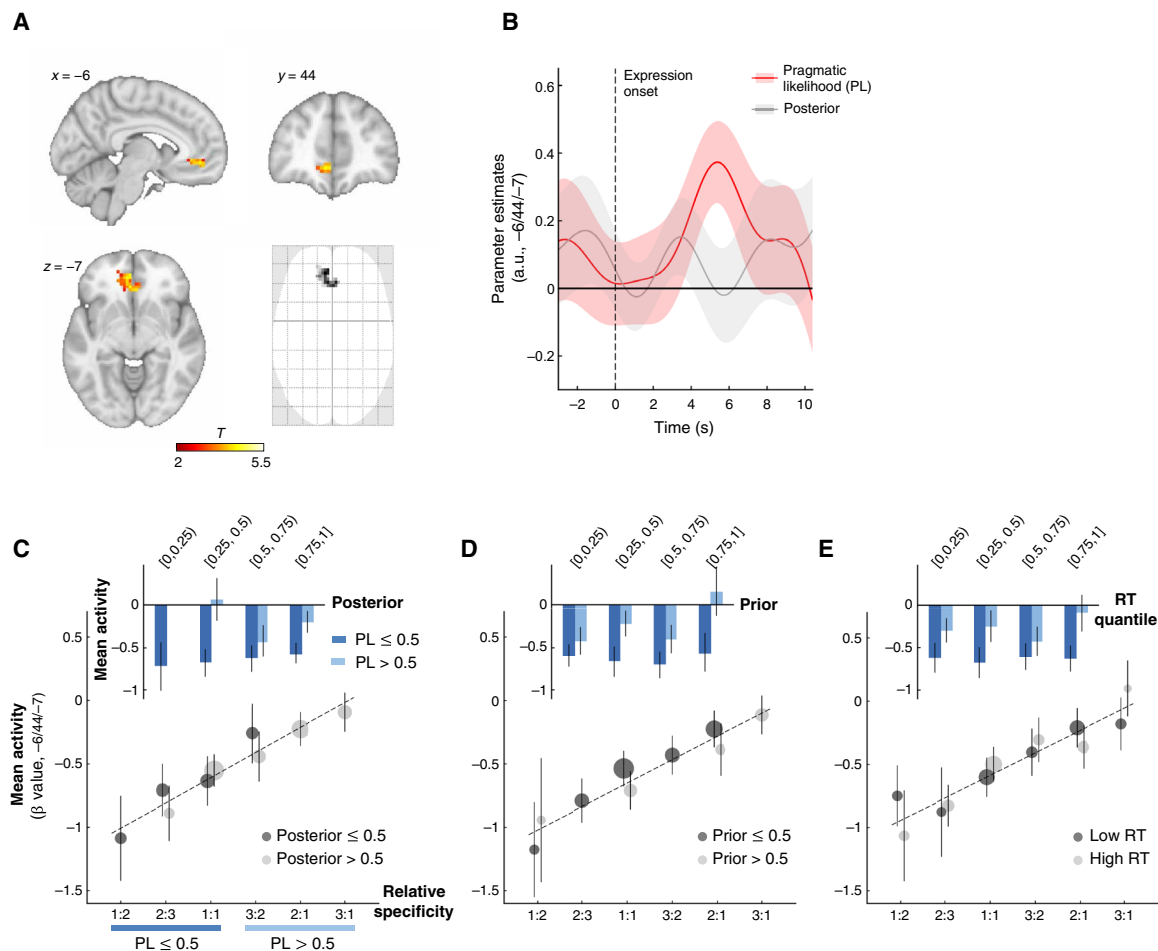 A
x = −6
y = 44
z = −7
T
2 5.5
B
Expression
onset
Pragmatic
likelihood (PL)
Posterior
Parameter estimates
(a.u., −6/44/−7)
0.6
0.4
0.2
0
−0.2
−2 0 2 4 6 8 10
Time (s)
C
[0,0.25)
[0.25, 0.5)
[0.5, 0.75)
[0.75,1]
Mean activity
0
−0.5
−1
Posterior
PL ≤ 0.5
PL > 0.5
Mean activity
(β value, −6/44/−7)
0.5
0
−0.5
−1
−1.5
Posterior ≤ 0.5
Posterior > 0.5
Relative
specificity
1:2 2:3 1:1 3:2 2:1 3:1
PL ≤ 0.5 PL > 0.5
D
[0,0.25)
[0.25, 0.5)
[0.5, 0.75)
[0.75,1]
0
−0.5
−1
Prior
0.5
0
−0.5
−1
−1.5
Prior ≤ 0.5
Prior > 0.5
1:2 2:3 1:1 3:2 2:1 3:1
E
[0,0.25)
[0.25, 0.5)
[0.5, 0.75)
[0.75,1]
0
−0.5
−1
RT
quantile
0.5
0
−0.5
−1
−1.5
Low RT
High RT
1:2 2:3 1:1 3:2 2:1 3:1